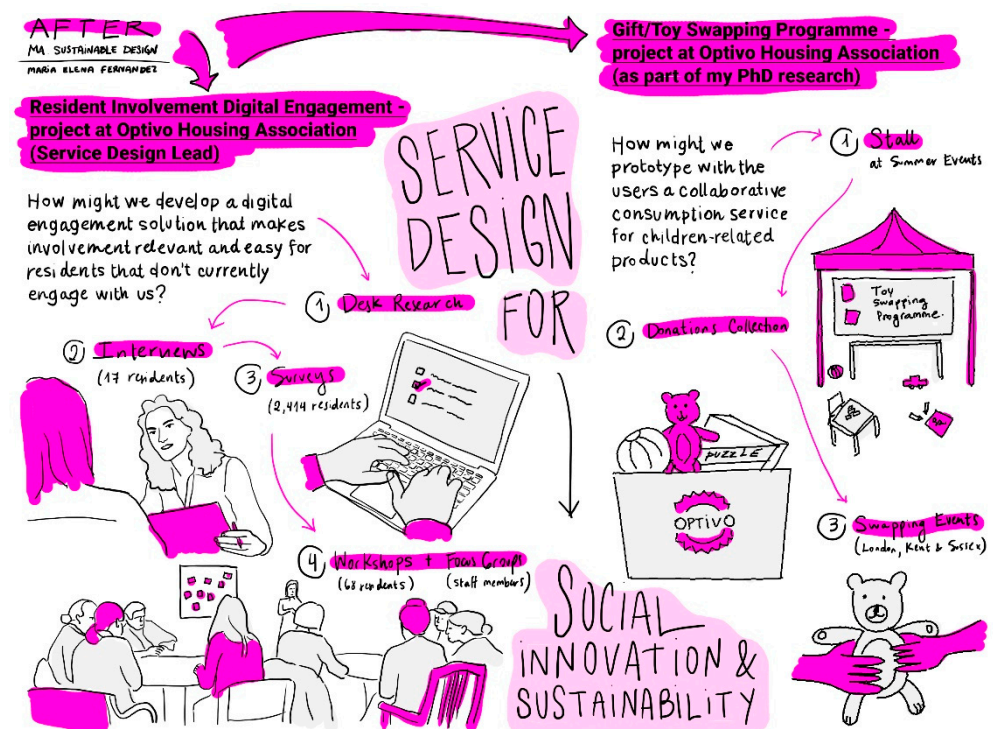 AFTER
MA SUSTAINABLE DESIGN
MARIA ELENA FERNANDEZ
Resident Involvement Digital Engagement -
project at Optivo Housing Association
(Service Design Lead)
How might we develop a digital
engagement solution that makes
involvement relevant and easy for
residents that don't currently
engage with us?
1 Desk Research
2 Interviews
(17 residents)
3 Surveys
(2,414 residents)
4 Workshops + Focus Groups
(68 residents) (staff members)
SERVICE
DESIGN
FOR
SOCIAL
INNOVATION &
SUSTAINABILITY
Gift/Toy Swapping Programme -
project at Optivo Housing Association
(as part of my PhD research)
How might we
prototype with the
users a collaborative
consumption service
for children-related
products?
1 Stall
at Summer Events
Toy
Swapping
Programme.
2 Donations Collection
PUZZLE
OPTIVO
3 Swapping Events
(London, Kent & Sussex)